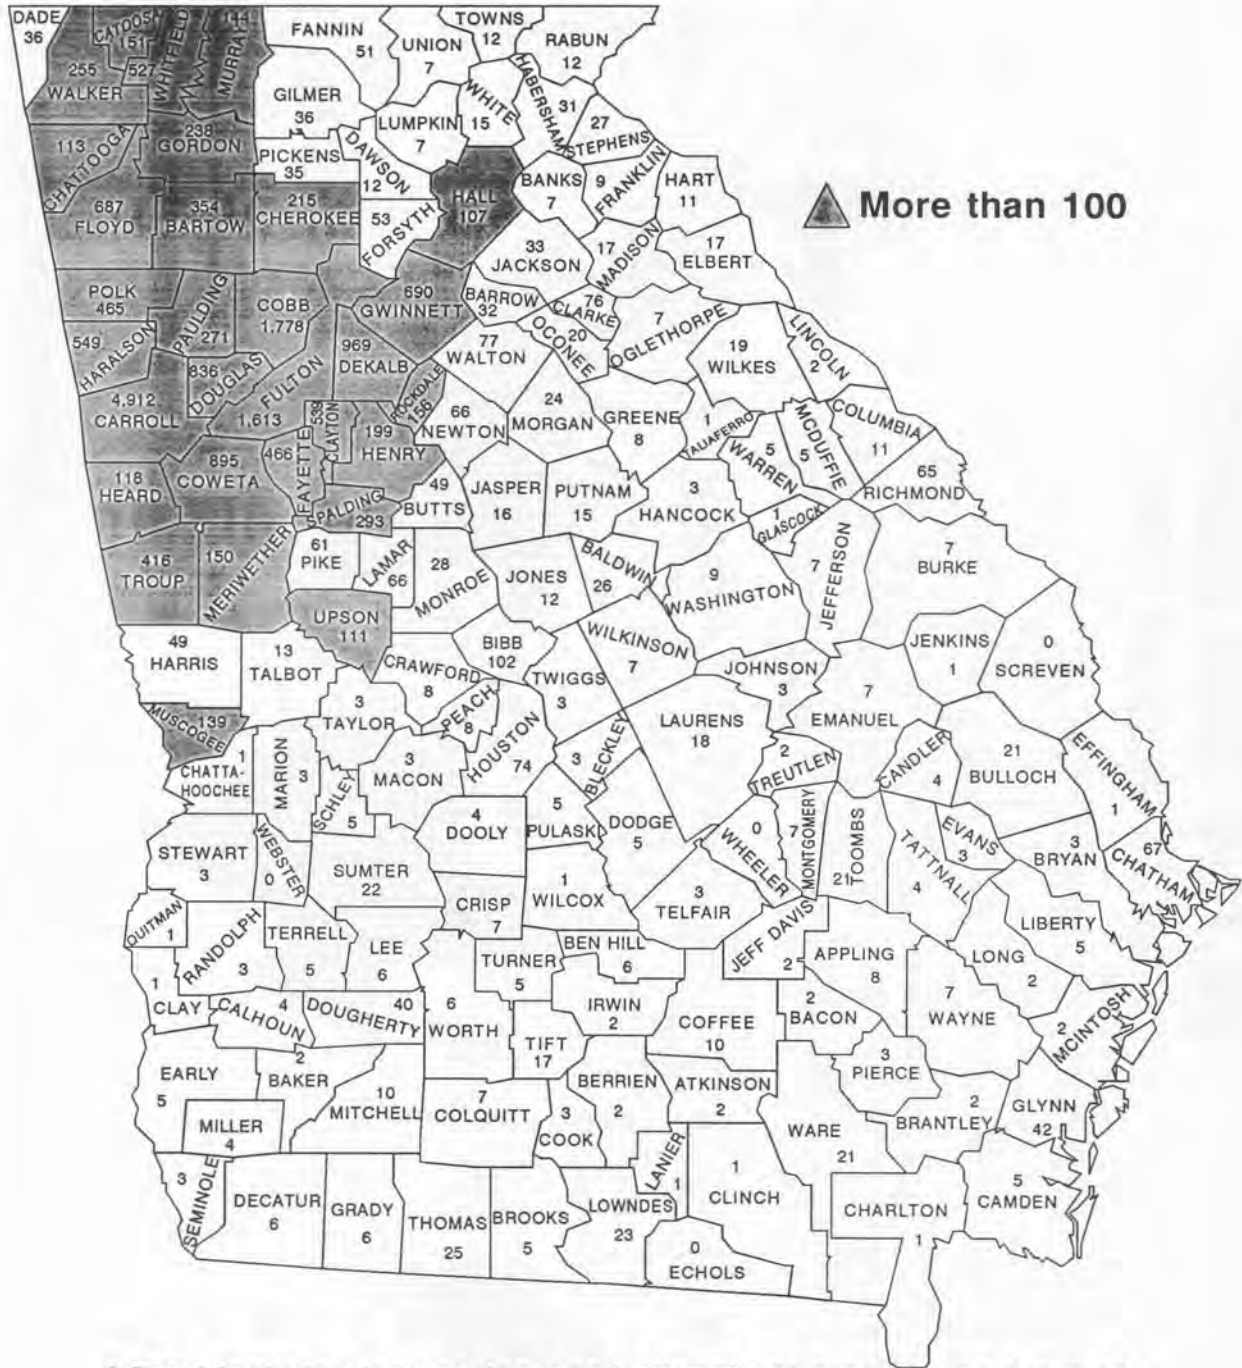 DADE
36
CATOOSA
151
WHITFIELD
527
144
MURRAY
255
WALKER
FANNIN
51
UNION
7
TOWNS
12
RABUN
12
GILMER
36
LUMPKIN
7
WHITE
15
HABERSHAM
31
27
STEPHENS
113
CHATTOOGA
238
GORDON
PICKENS
35
DAWSON
12
HALL
107
BANKS
7
9
FRANKLIN
HART
11
More than 100
687
FLOYD
354
BARTOW
215
CHEROKEE
53
FORSYTH
33
JACKSON
17
MADISON
17
ELBERT
POLK
465
PAULDING
271
COBB
1,778
690
GWINNETT
BARROW
32
76
CLARKE
20
OCONEE
7
OGLETHORPE
LINCOLN
2
549
HARALSON
836
DOUGLAS
FULTON
1,613
969
DEKALB
ROCKDALE
156
77
WALTON
19
WILKES
4,912
CARROLL
539
CLAYTON
199
HENRY
66
NEWTON
24
MORGAN
GREENE
8
1
TALIAFERRO
5
WARREN
MCDUFFIE
5
COLUMBIA
11
65
RICHMOND
118
HEARD
895
COWETA
466
FAYETTE
SPALDING
293
49
BUTTS
JASPER
16
PUTNAM
15
3
HANCOCK
1
GLASCOCK
416
TROUP
150
MERIWETHER
61
PIKE
LAMAR
66
28
MONROE
JONES
12
BALDWIN
26
9
WASHINGTON
7
JEFFERSON
7
BURKE
UPSON
111
49
HARRIS
13
TALBOT
CRAWFORD
8
BIBB
102
TWIGGS
3
WILKINSON
7
JOHNSON
3
7
EMANUEL
JENKINS
1
0
SCREVEN
139
MUSCOGEE
3
TAYLOR
PEACH
8
HOUSTON
74
3
BLECKLEY
LAURENS
18
2
TREUTLEN
CANDLER
4
21
BULLOCH
EFFINGHAM
1
1
CHATTA-
HOOCHEE
MARION
3
SCHLEY
5
3
MACON
4
DOOLY
5
PULASKI
DODGE
5
0
WHEELER
7
MONTGOMERY
21
TOOMBS
TATTNALL
4
EVANS
3
3
BRYAN
67
CHATHAM
STEWART
3
WEBSTER
0
SUMTER
22
CRISP
7
1
WILCOX
3
TELFAIR
QUITMAN
1
RANDOLPH
3
TERRELL
5
LEE
6
TURNER
5
BEN HILL
6
JEFF DAVIS
2
APPLING
8
LONG
2
LIBERTY
5
1
CLAY
4
CALHOUN
40
DOUGHERTY
6
WORTH
IRWIN
2
COFFEE
10
2
BACON
7
WAYNE
2
MCINTOSH
TIFT
17
EARLY
5
2
BAKER
10
MITCHELL
7
COLQUITT
3
COOK
BERRIEN
2
ATKINSON
2
3
PIERCE
2
BRANTLEY
GLYNN
42
MILLER
4
WARE
21
3
SEMINOLE
DECATUR
6
GRADY
6
THOMAS
25
BROOKS
5
LOWNDES
23
LANIER
1
1
CLINCH
0
ECHOLS
CHARLTON
1
5
CAMDEN